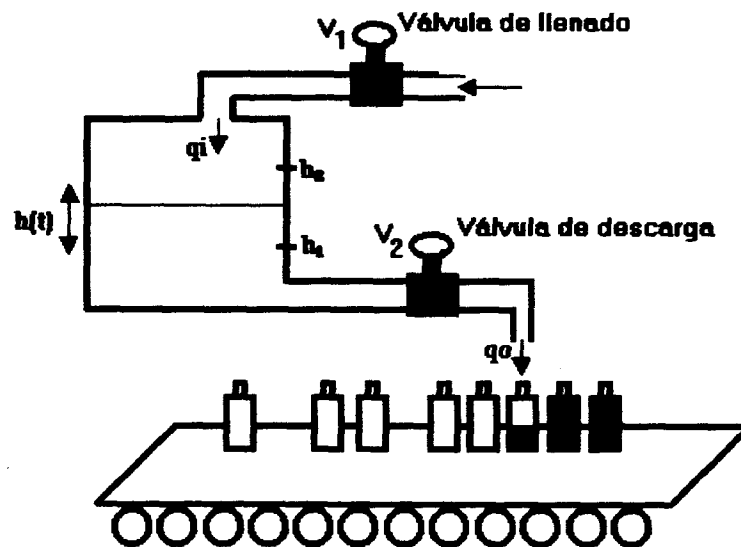 V1 Válvula de llenado
qi
h2
h(t)
h1
V2 Válvula de descarga
qo